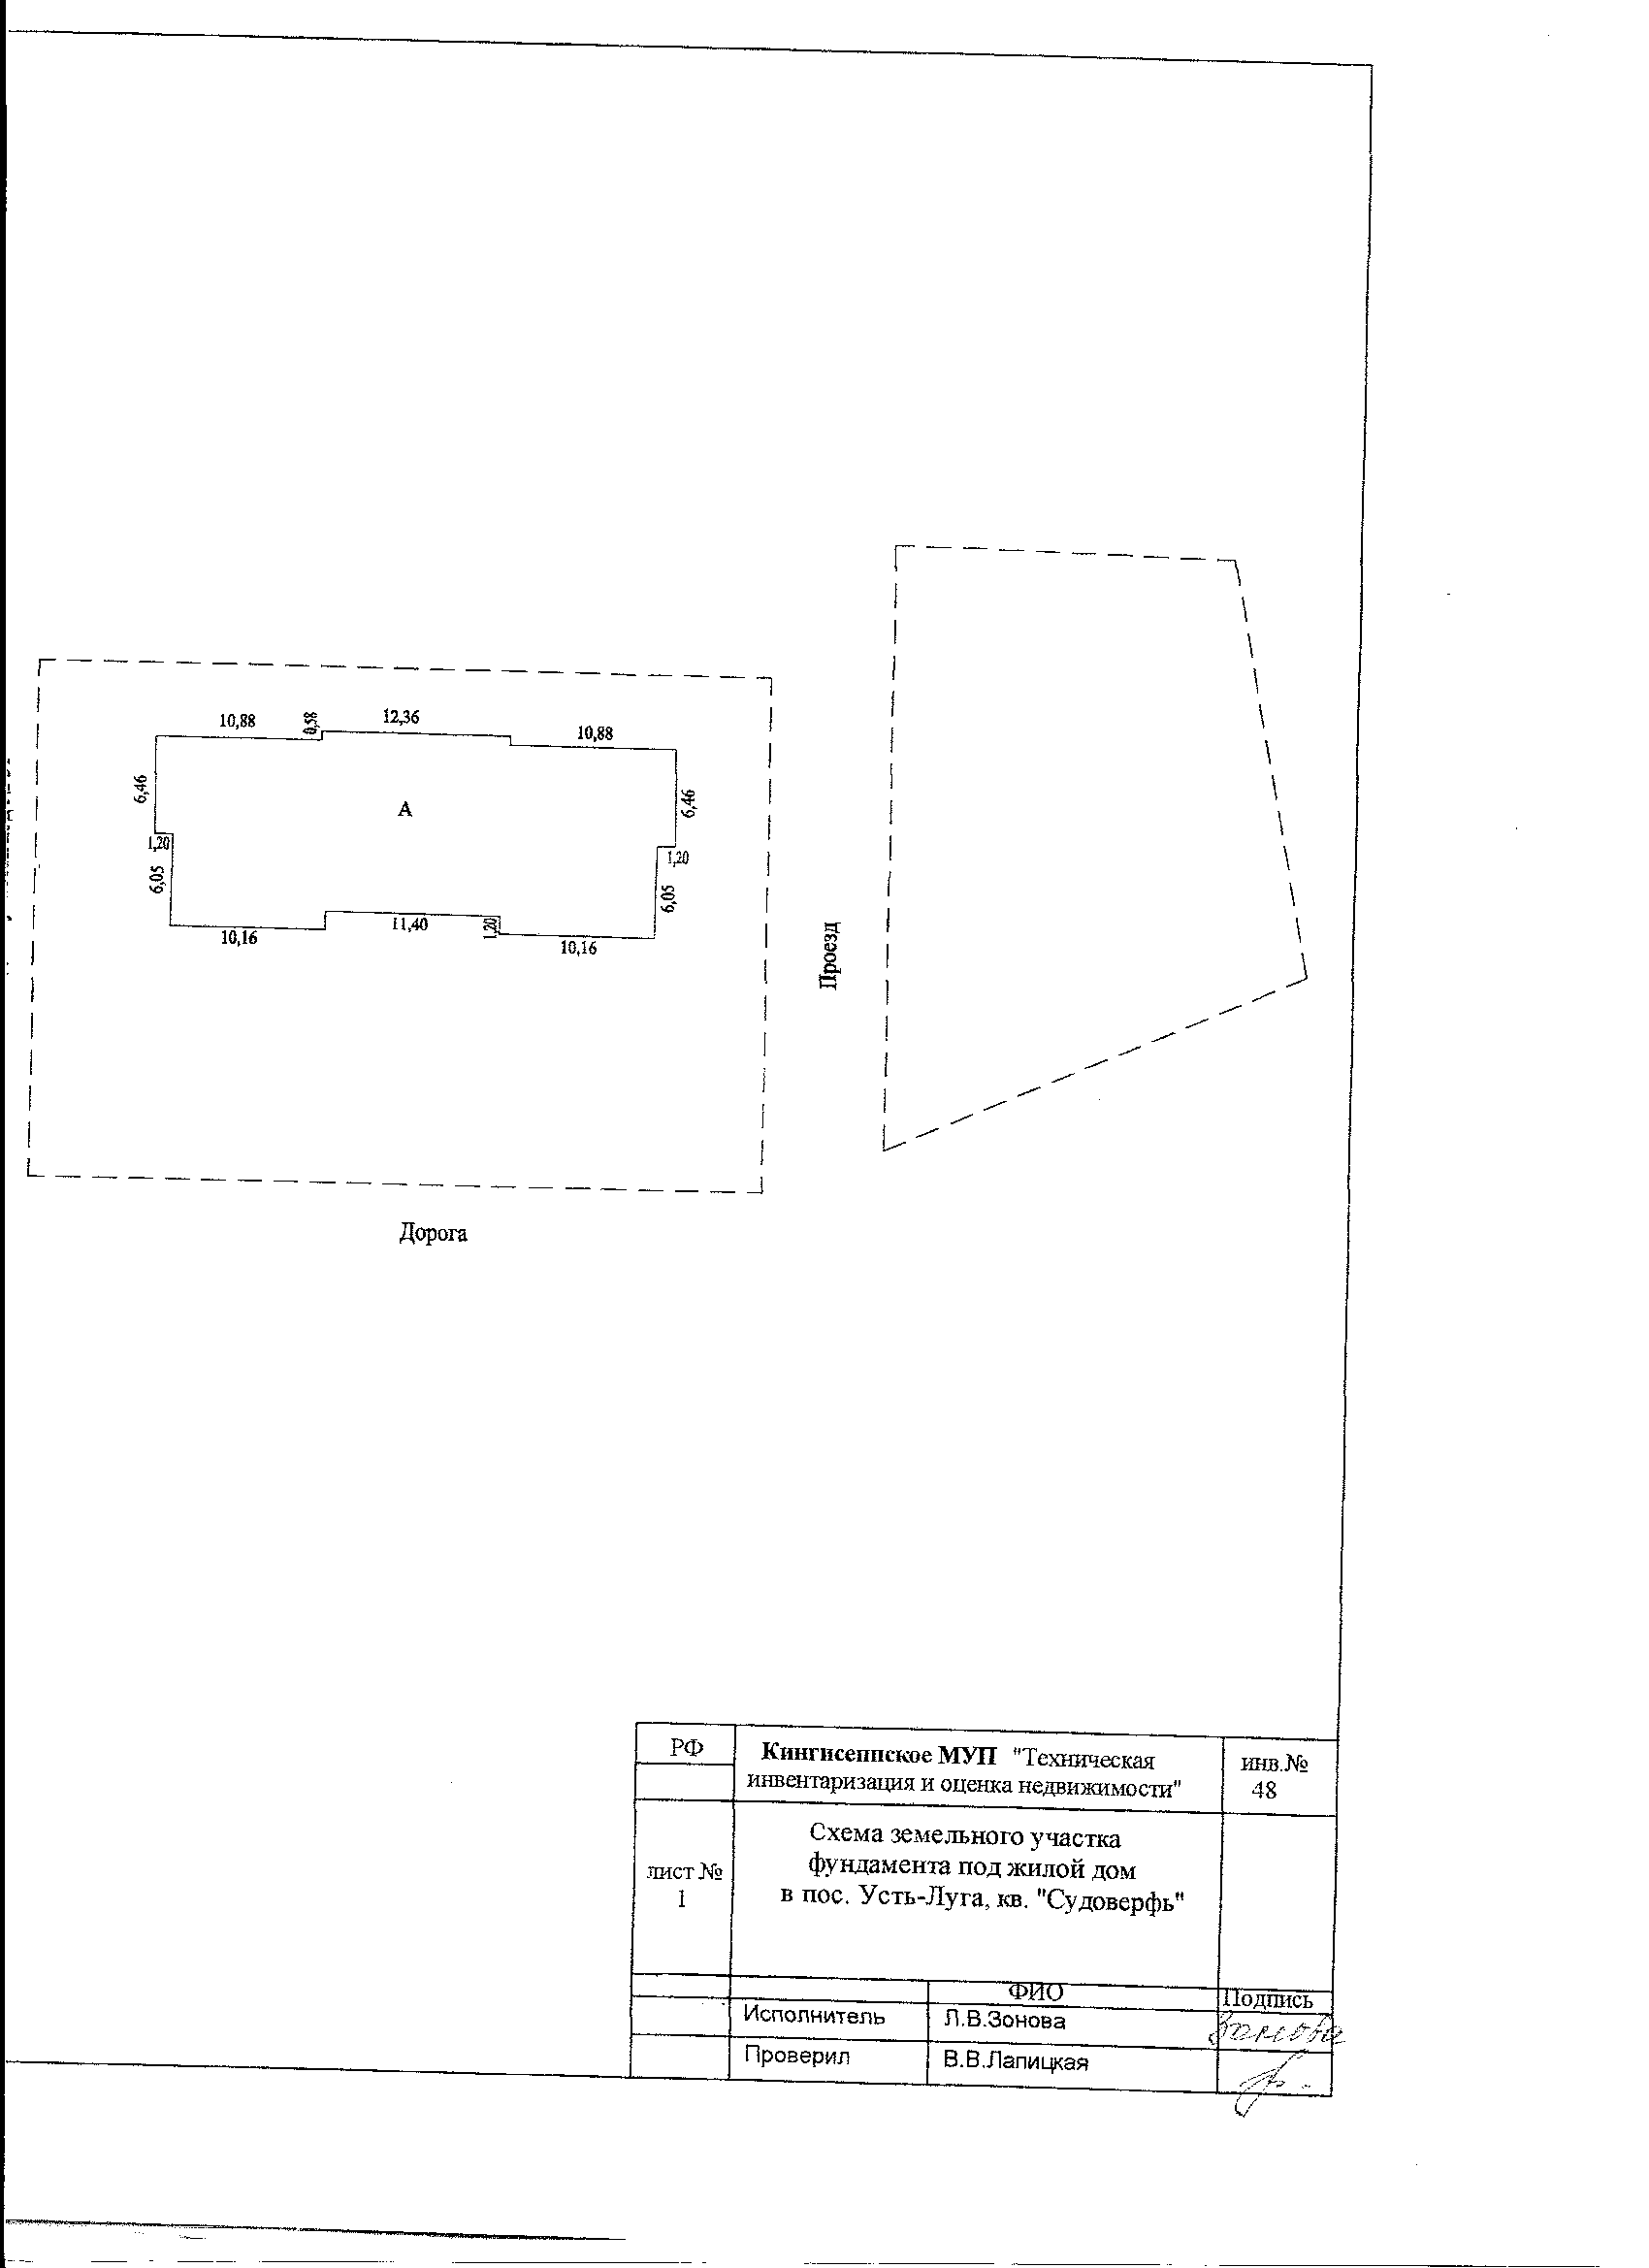 10,88
0,58
12,36
10,88
6,46
А
6,46
1,20
1,20
6,05
6,05
10,16
11,40
1,20
10,16
Проезд
Дорога
РФ
Кингисеппское МУП "Техническая
инвентаризация и оценка недвижимости"
инв.№
48
лист №
1
Схема земельного участка
фундамента под жилой дом
в пос. Усть-Луга, кв. "Судоверфь"
ФИО
Подпись
Исполнитель
Л.В.Зонова
Зонова
Проверил
В.В.Лапицкая